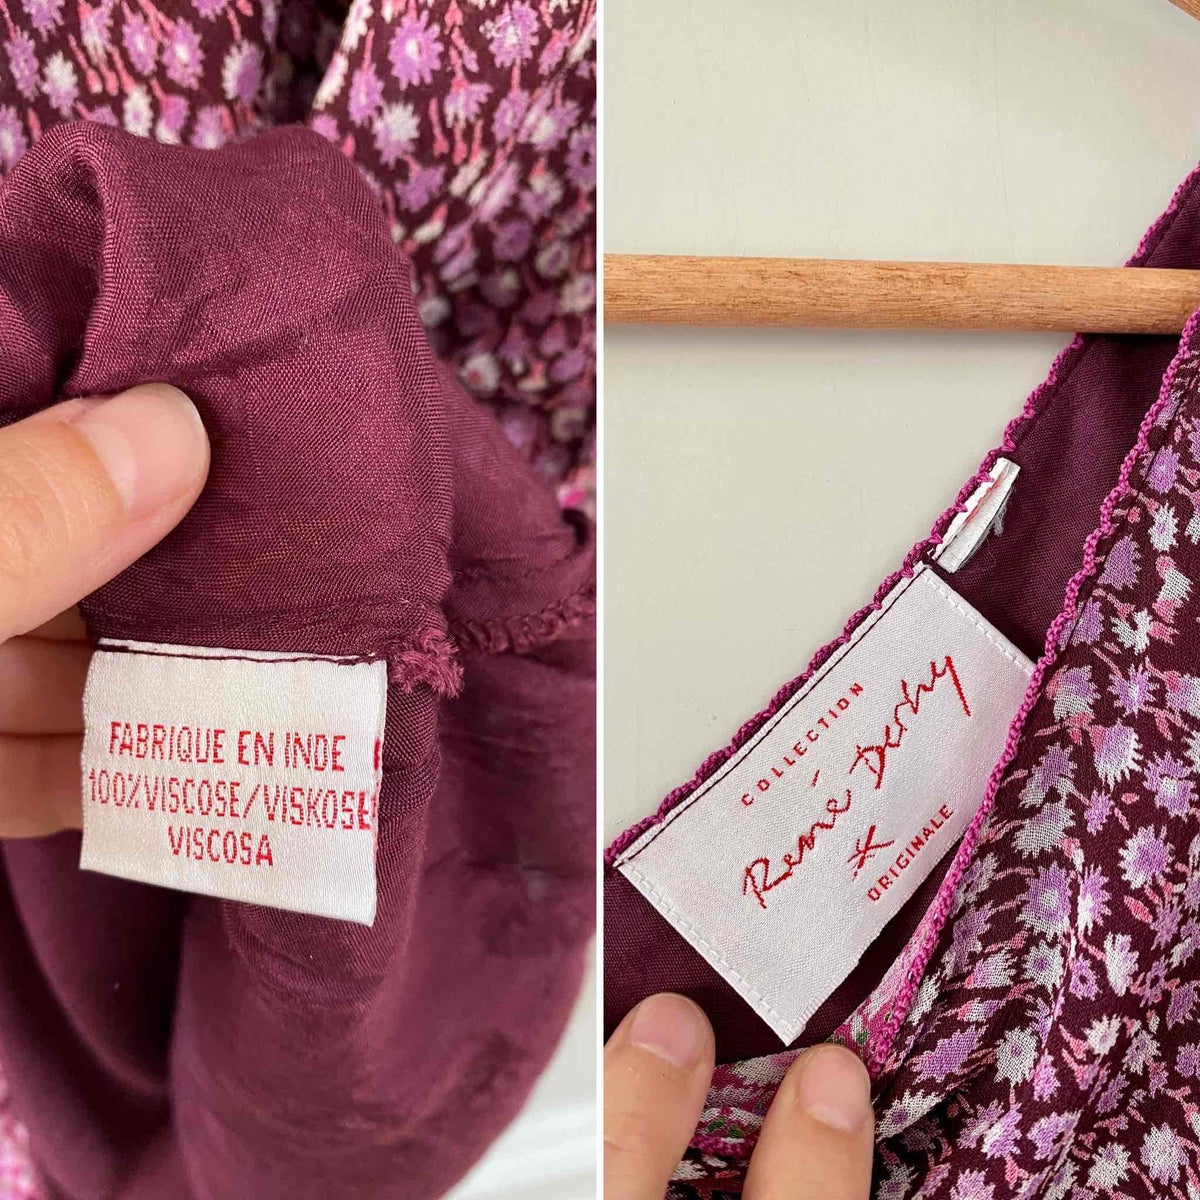 FABRIQUE EN INDE
100%VISCOSE/VISKOSE
VISCOSA
COLLECTION
René Derhy
ORIGINALE